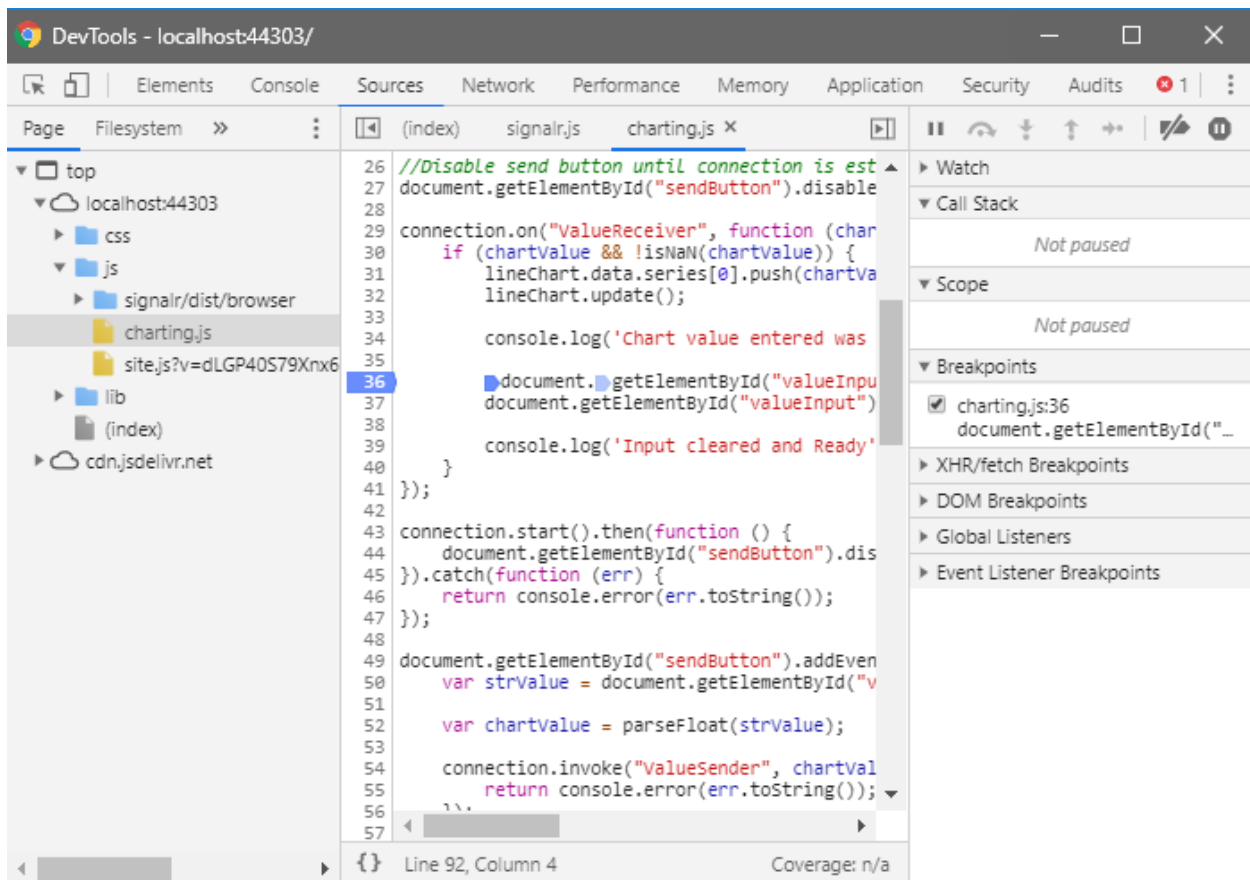 DevTools - localhost:44303/
Elements Console Sources Network Performance Memory Application Security Audits 1
Page Filesystem »
(index) signalr.js charting.js ×
top
localhost:44303
css
js
signalr/dist/browser
charting.js
site.js?v=dLGP40S79Xnx6
lib
(index)
cdn.jsdelivr.net
26 //Disable send button until connection is est
27 document.getElementById("sendButton").disable
28
29 connection.on("ValueReceiver", function (char
30 if (chartValue && !isNaN(chartValue)) {
31 lineChart.data.series[0].push(chartVa
32 lineChart.update();
33
34 console.log('Chart value entered was
35
36 document.getElementById("valueInpu
37 document.getElementById("valueInput")
38
39 console.log('Input cleared and Ready'
40 }
41 });
42
43 connection.start().then(function () {
44 document.getElementById("sendButton").dis
45 }).catch(function (err) {
46 return console.error(err.toString());
47 });
48
49 document.getElementById("sendButton").addEven
50 var strValue = document.getElementById("v
51
52 var chartValue = parseFloat(strValue);
53
54 connection.invoke("ValueSender", chartVal
55 return console.error(err.toString());
56 });
57
{} Line 92, Column 4 Coverage: n/a
Watch
Call Stack
Not paused
Scope
Not paused
Breakpoints
charting.js:36
document.getElementById("…
XHR/fetch Breakpoints
DOM Breakpoints
Global Listeners
Event Listener Breakpoints